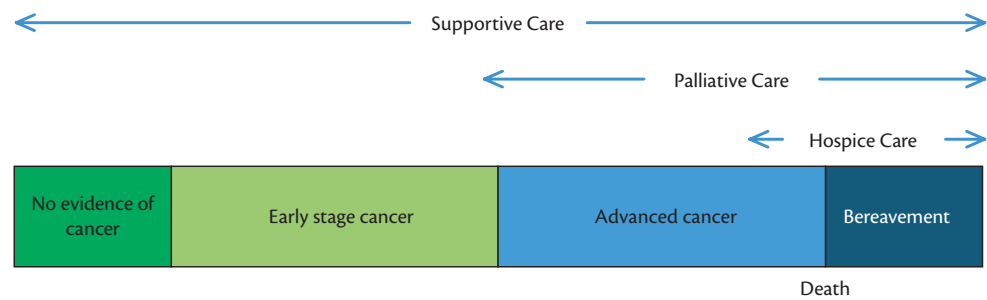 Supportive Care
Palliative Care
Hospice Care
No evidence of
cancer
Early stage cancer
Advanced cancer
Bereavement
Death